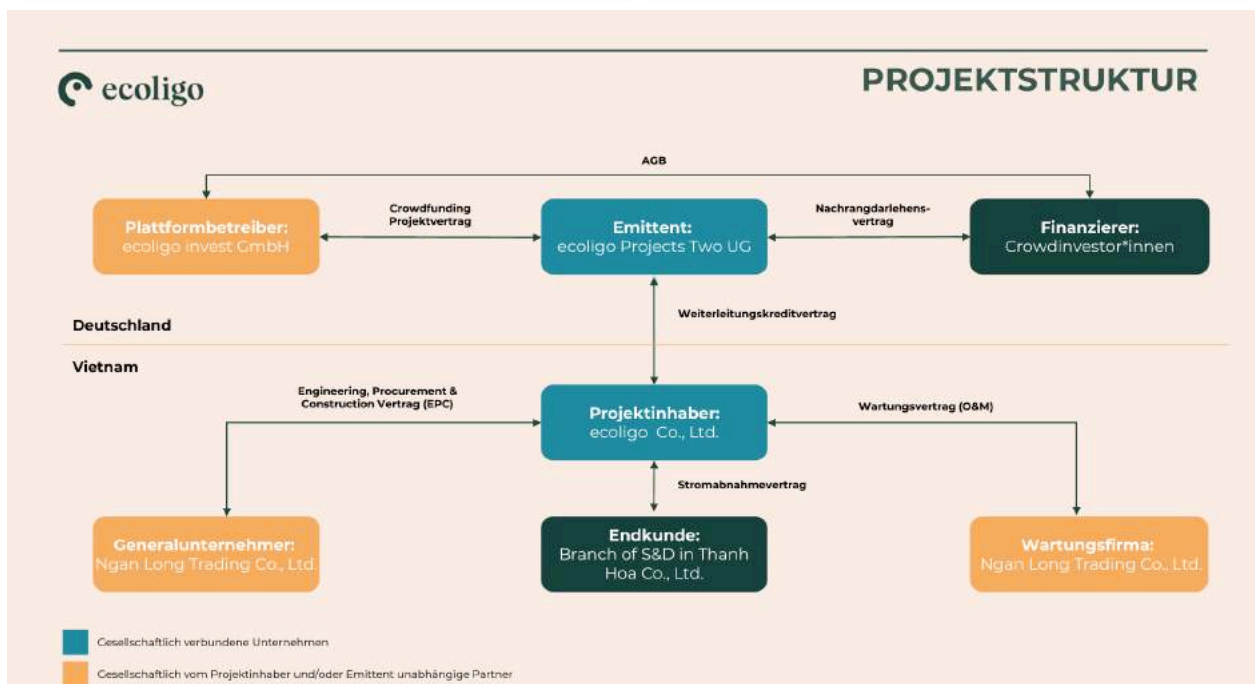 ecoligo
PROJEKTSTRUKTUR
AGB
Plattformbetreiber:
ecoligo invest GmbH
Crowdfunding
Projektvertrag
Emittent:
ecoligo Projects Two UG
Nachrangdarlehens-
vertrag
Finanzierer:
Crowdinvestor*innen
Weiterleitungskreditvertrag
Deutschland
Vietnam
Engineering, Procurement &
Construction Vertrag (EPC)
Projektinhaber:
ecoligo Co., Ltd.
Wartungsvertrag (O&M)
Stromabnahmevertrag
Generalunternehmer:
Ngan Long Trading Co., Ltd.
Endkunde:
Branch of S&D in Thanh
Hoa Co., Ltd.
Wartungsfirma:
Ngan Long Trading Co., Ltd.
Gesellschaftlich verbundene Unternehmen
Gesellschaftlich vom Projektinhaber und/oder Emittent unabhängige Partner